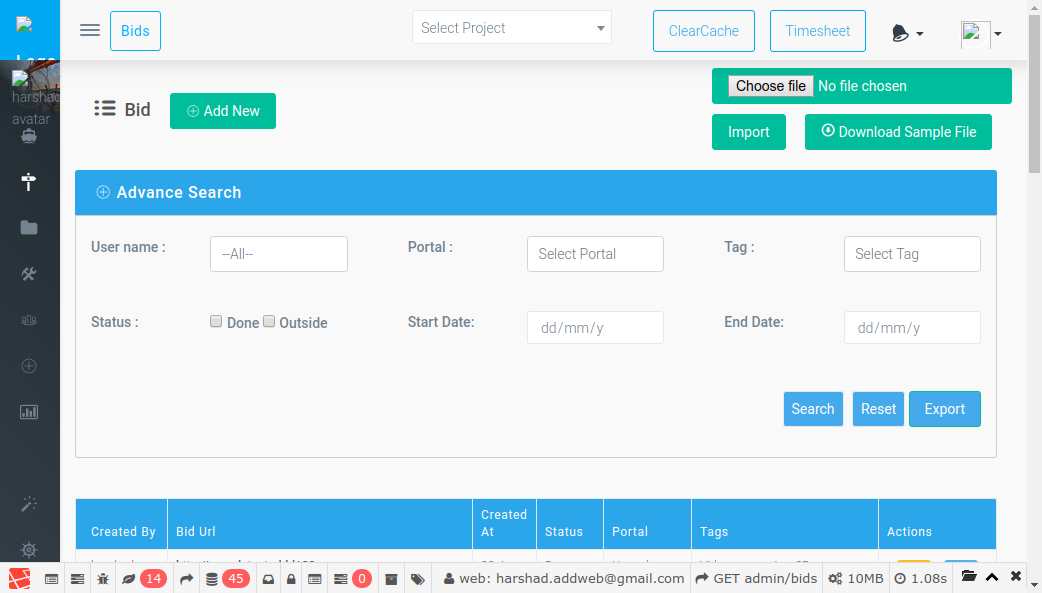 Bids
Select Project
ClearCache
Timesheet
harshad
avatar
Choose file No file chosen
Bid
Add New
Import
Download Sample File
Advance Search
User name :
--All--
Portal :
Select Portal
Tag :
Select Tag
Status :
Done
Outside
Start Date:
dd/mm/y
End Date:
dd/mm/y
Search
Reset
Export
Created By
Bid Url
Created
At
Status
Portal
Tags
Actions
14
45
0
web: harshad.addweb@gmail.com
GET admin/bids
10MB
1.08s